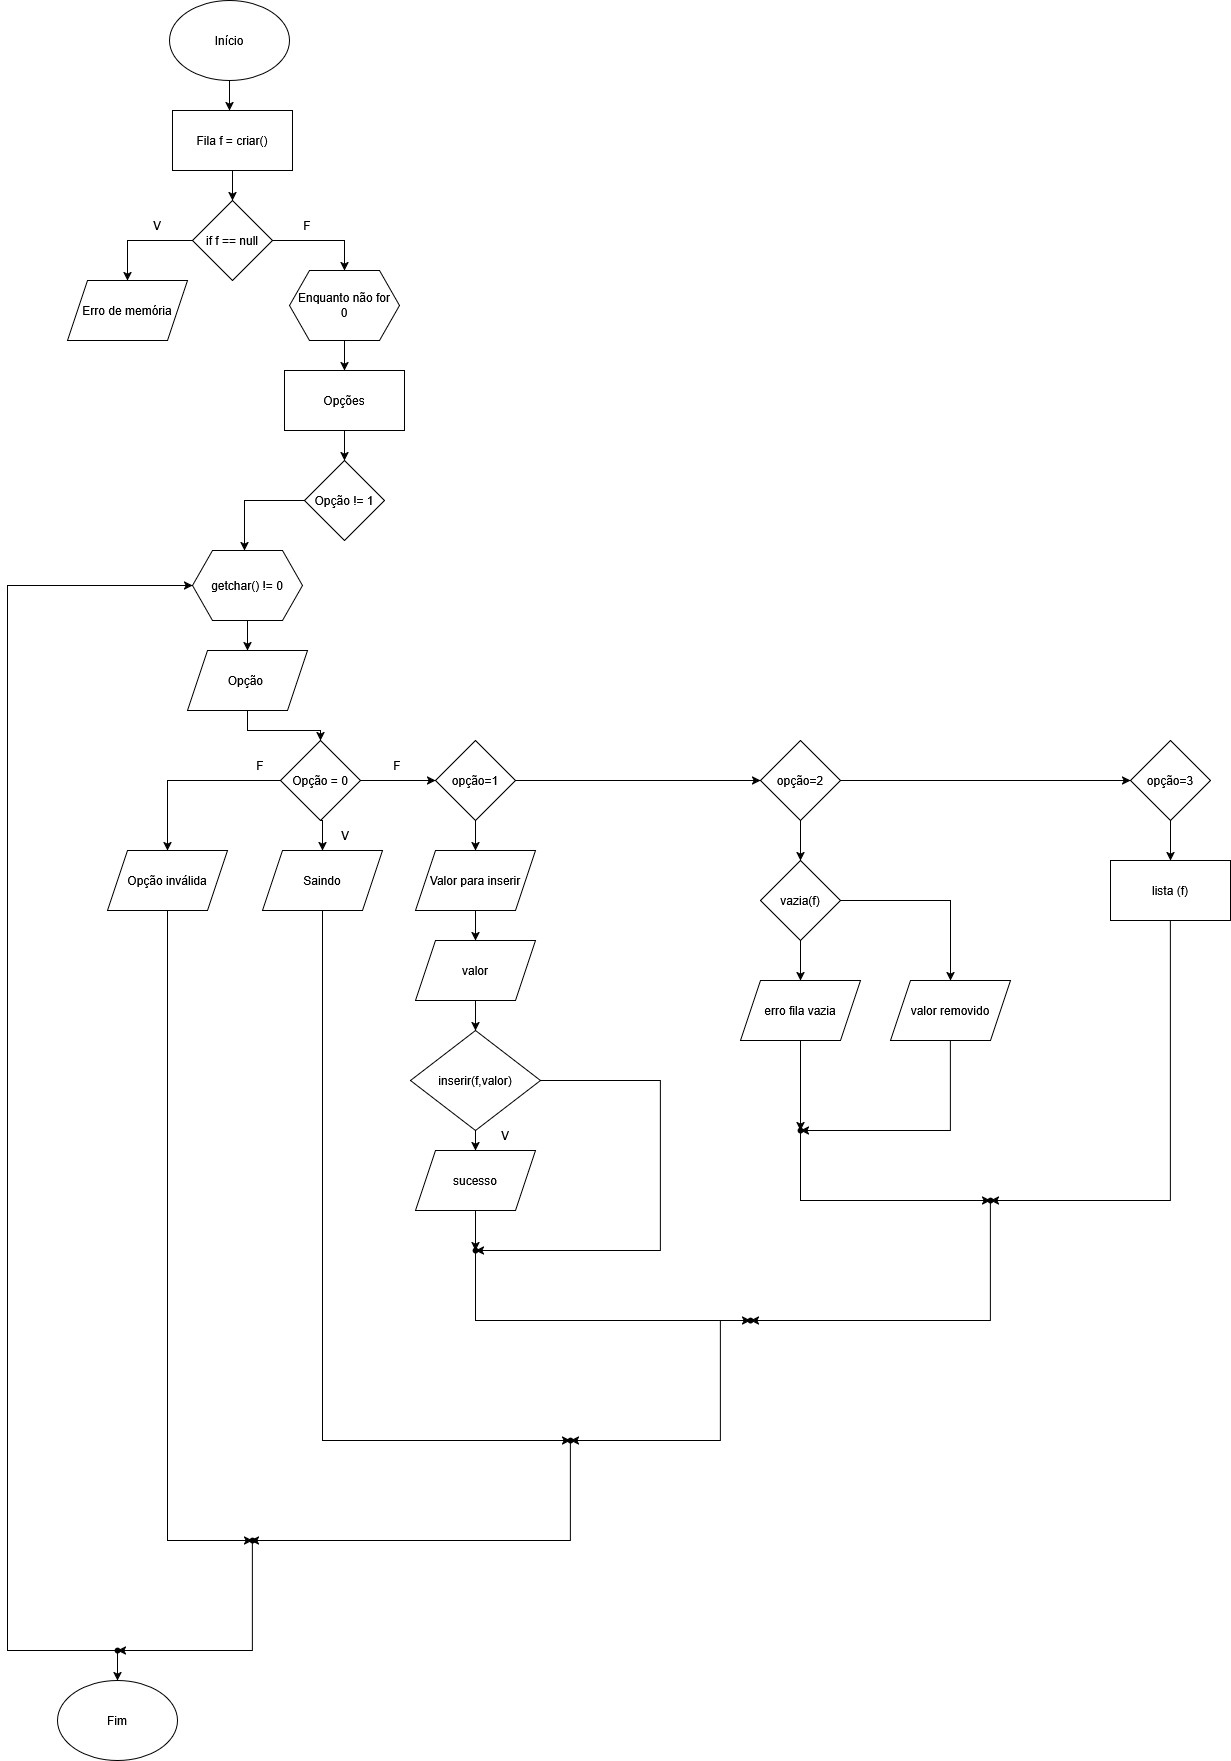 Início
Fila f = criar()
if f == null
V
F
Erro de memória
Enquanto não for
0
Opções
Opção != 1
getchar() != 0
Opção
F
Opção = 0
F
opção=1
opção=2
opção=3
V
Opção inválida
Saindo
Valor para inserir
vazia(f)
lista (f)
valor
erro fila vazia
valor removido
inserir(f,valor)
V
sucesso
Fim